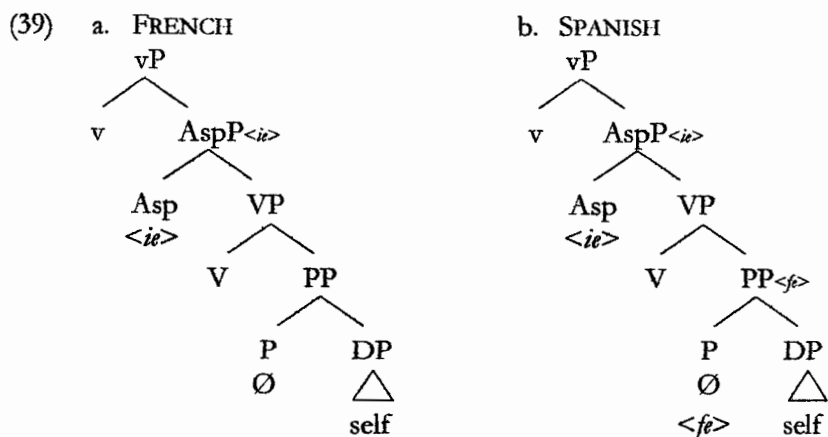 (39) a. FRENCH b. SPANISH
vP vP
v AspP<ie> v AspP<ie>
Asp VP Asp VP
<ie> <ie>
V PP V PP<fe>
P DP P DP
Ø Ø
self <fe> self